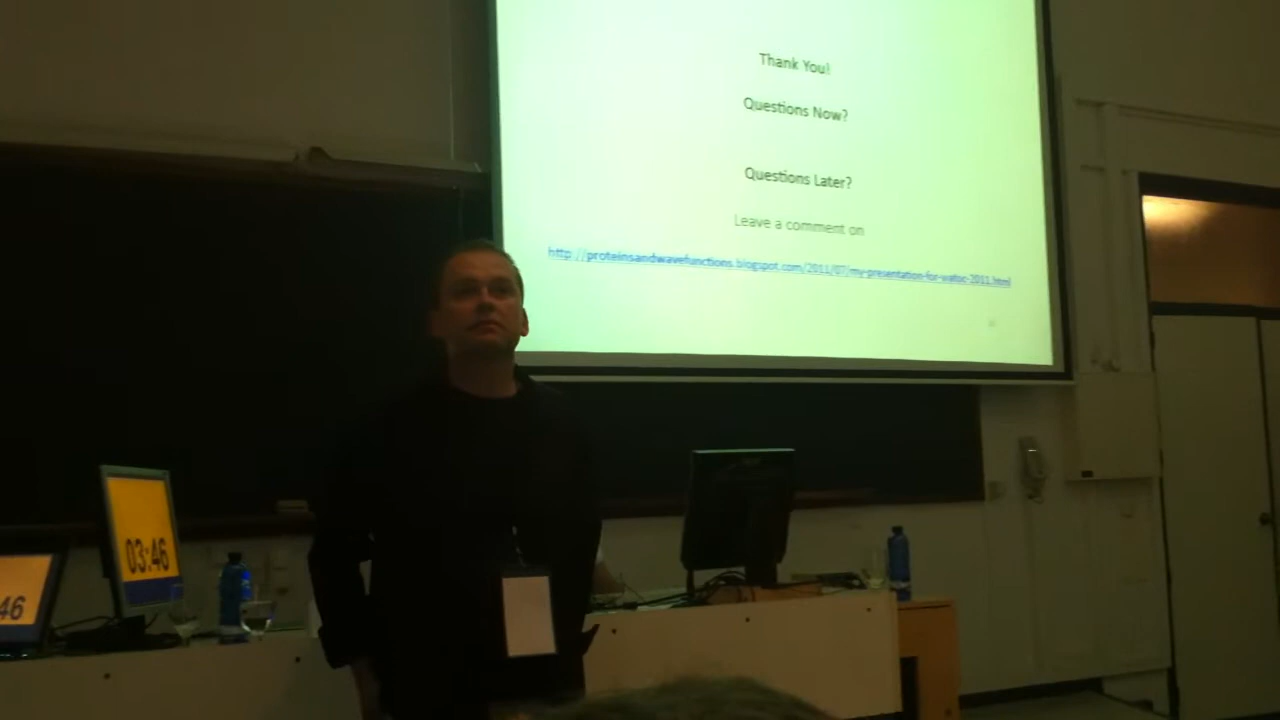 Thank You!
Questions Now?
Questions Later?
Leave a comment on
http://proteinsandwavefunctions.blogspot.com/2011/07/my-presentation-for-watoc-2011.html
03:46
46